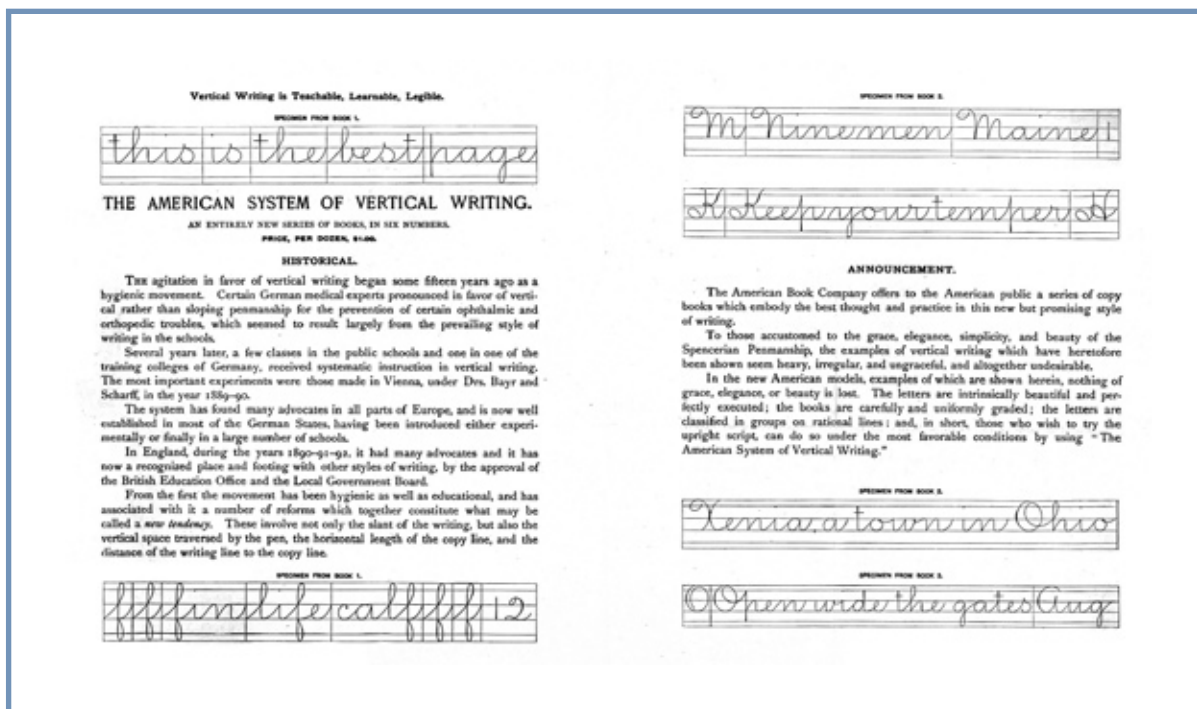 Vertical Writing is Teachable, Learnable, Legible.
SPECIMEN FROM BOOK 1.
this is the best page
THE AMERICAN SYSTEM OF VERTICAL WRITING.
AN ENTIRELY NEW SERIES OF BOOKS, IN SIX NUMBERS.
PRICE, PER DOZEN, $1.00.
HISTORICAL.
THE agitation in favor of vertical writing began some fifteen years ago as a
hygienic movement. Certain German medical experts pronounced in favor of verti-
cal rather than sloping penmanship for the prevention of certain ophthalmic and
orthopedic troubles, which seemed to result largely from the prevailing style of
writing in the schools.
Several years later, a few classes in the public schools and one in one of the
training colleges of Germany, received systematic instruction in vertical writing.
The most important experiments were those made in Vienna, under Drs. Bayr and
Scharff, in the year 1889-90.
The system has found many advocates in all parts of Europe, and is now well
established in most of the German States, having been introduced either experi-
mentally or finally in a large number of schools.
In England, during the years 1890-91-92, it had many advocates and it has
now a recognized place and footing with other styles of writing, by the approval of
the British Education Office and the Local Government Board.
From the first the movement has been hygienic as well as educational, and has
associated with it a number of reforms which together constitute what may be
called a new tendency. These involve not only the slant of the writing, but also the
vertical space traversed by the pen, the horizontal length of the copy line, and the
distance of the writing line to the copy line.
SPECIMEN FROM BOOK 1.
f f f fin life calf f f f 12
SPECIMEN FROM BOOK 2.
M Nine men Maine 1
K Keep your temper H
ANNOUNCEMENT.
The American Book Company offers to the American public a series of copy
books which embody the best thought and practice in this new but promising style
of writing.
To those accustomed to the grace, elegance, simplicity, and beauty of the
Spencerian Penmanship, the examples of vertical writing which have heretofore
been shown seem heavy, irregular, and ungraceful, and altogether undesirable.
In the new American models, examples of which are shown herein, nothing of
grace, elegance, or beauty is lost. The letters are intrinsically beautiful and per-
fectly executed; the books are carefully and uniformly graded; the letters are
classified in groups on rational lines; and, in short, those who wish to try the
upright script, can do so under the most favorable conditions by using "The
American System of Vertical Writing."
SPECIMEN FROM BOOK 2.
Xenia, a town in Ohio
SPECIMEN FROM BOOK 3.
O Open wide the gates Aug